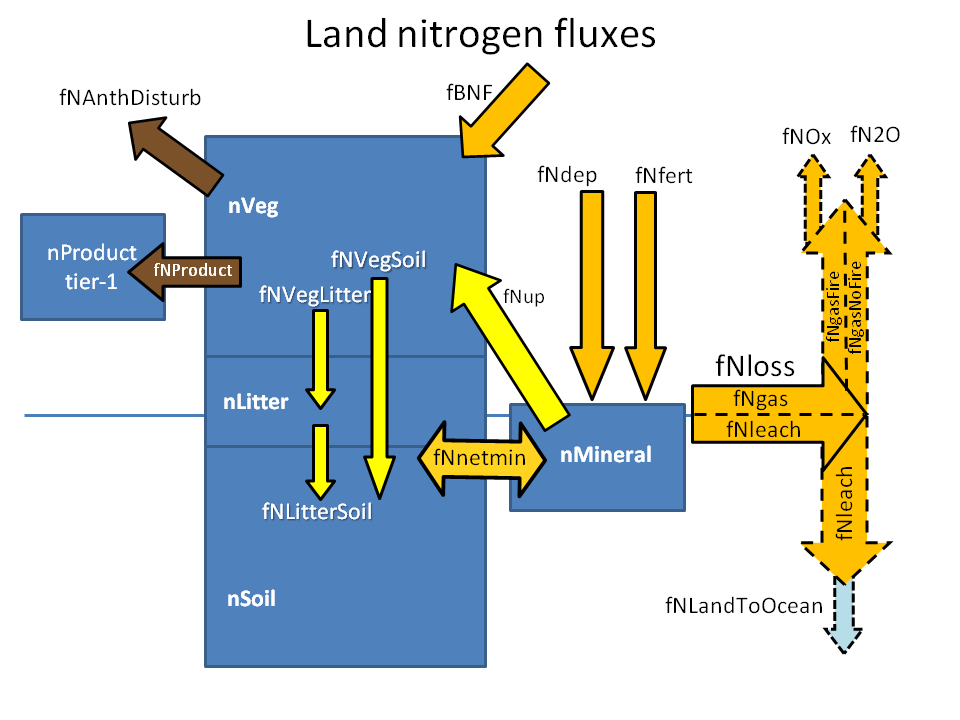 Land nitrogen fluxes
fNAnthDisturb
fBNF
fNOx
fN2O
fNdep
fNfert
nVeg
nProduct
tier-1
fNProduct
fNVegSoil
fNVegLitter
fNup
fNgasFire
fNgasNoFire
fNloss
fNgas
fNleach
nLitter
fNnetmin
nMineral
fNleach
fNLitterSoil
nSoil
fNLandToOcean